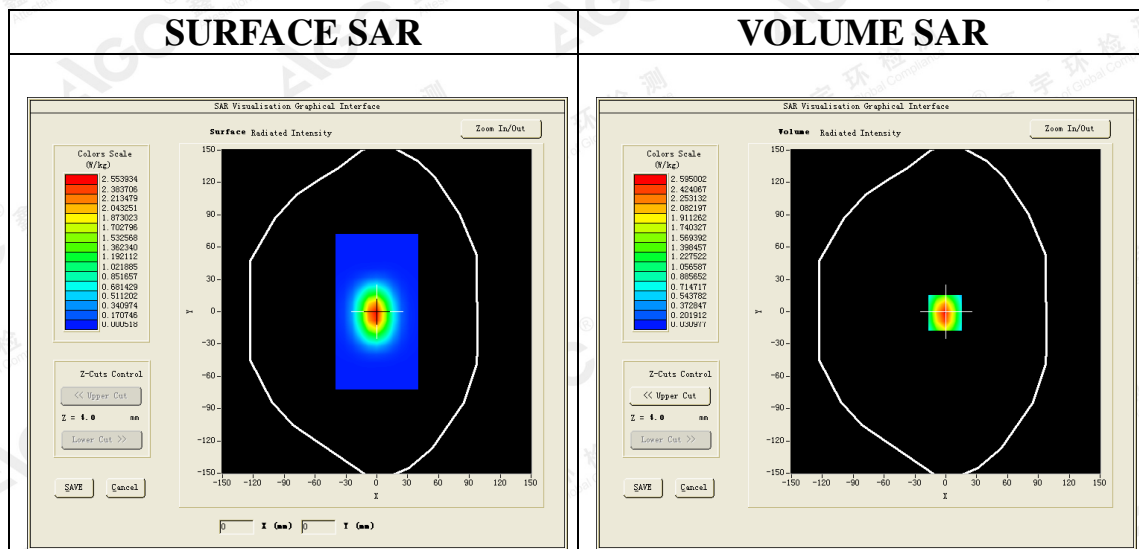 SURFACE SAR
VOLUME SAR
SAR Visualisation Graphical Interface
Surface Radiated Intensity
Zoom In/Out
Colors Scale
(W/kg)
2.553934
2.383706
2.213479
2.043251
1.873023
1.702796
1.532568
1.362340
1.192112
1.021885
0.851657
0.681429
0.511202
0.340974
0.170746
0.000518
Z-Cuts Control
<< Upper Cut
Z = 4.0 mm
Lower Cut >>
SAVE
Cancel
150
120
90
60
30
0
-30
-60
-90
-120
-150
Y
-150 -120 -90 -60 -30 0 30 60 90 120 150
X
0 X (mm) 0 Y (mm)
SAR Visualisation Graphical Interface
Volume Radiated Intensity
Zoom In/Out
Colors Scale
(W/kg)
2.595002
2.424067
2.253132
2.082197
1.911262
1.740327
1.569392
1.398457
1.227522
1.056587
0.885652
0.714717
0.543782
0.372847
0.201912
0.030977
Z-Cuts Control
<< Upper Cut
Z = 4.0 mm
Lower Cut >>
SAVE
Cancel
150
120
90
60
30
0
-30
-60
-90
-120
-150
Y
-150 -120 -90 -60 -30 0 30 60 90 120 150
X